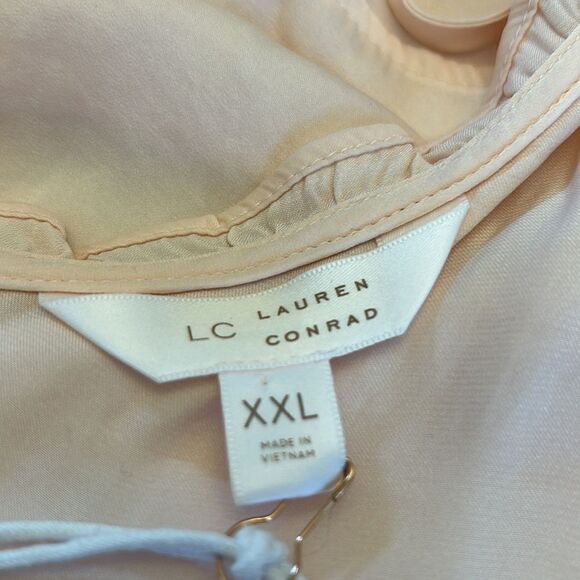 LC LAUREN
CONRAD
XXL
MADE IN
VIETNAM